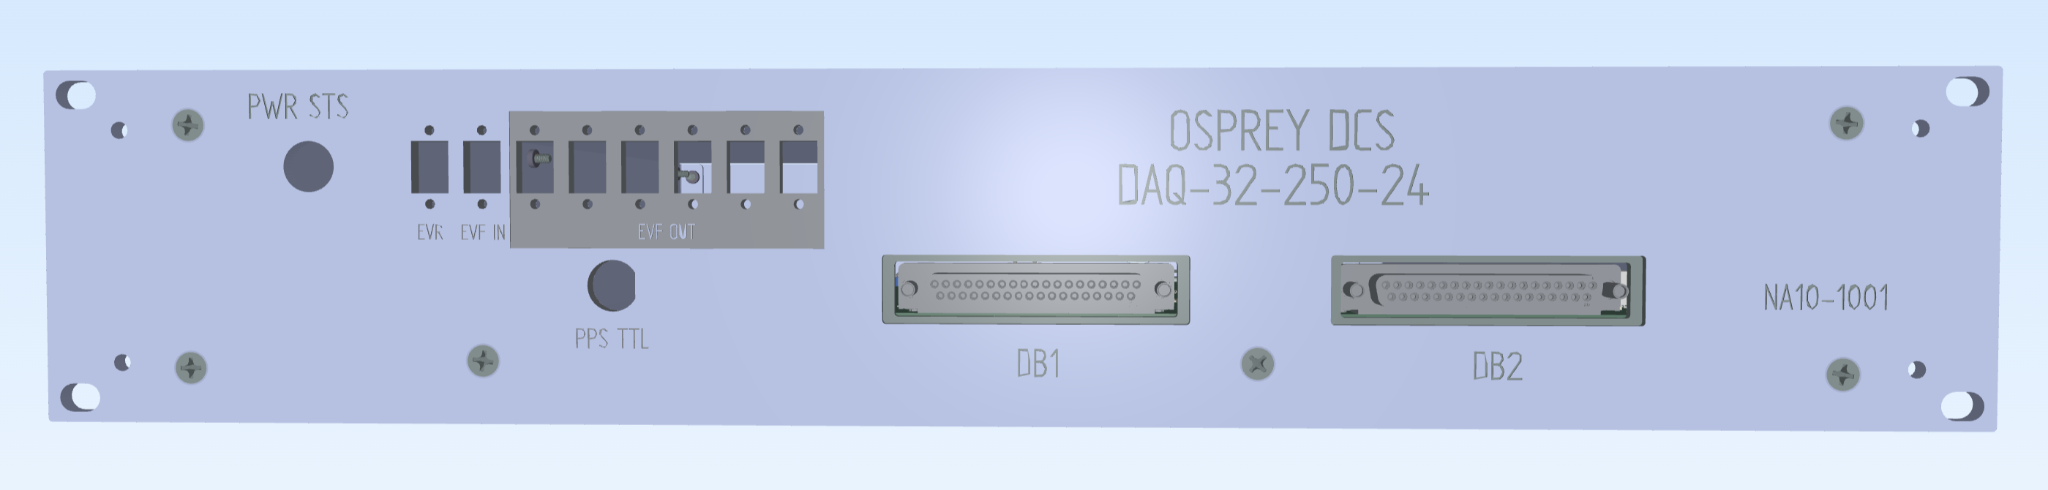 PWR STS
OSPREY DCS
DAQ-32-250-24
EVR
EVF IN
EVF OUT
PPS TTL
DB1
DB2
NA10-1001